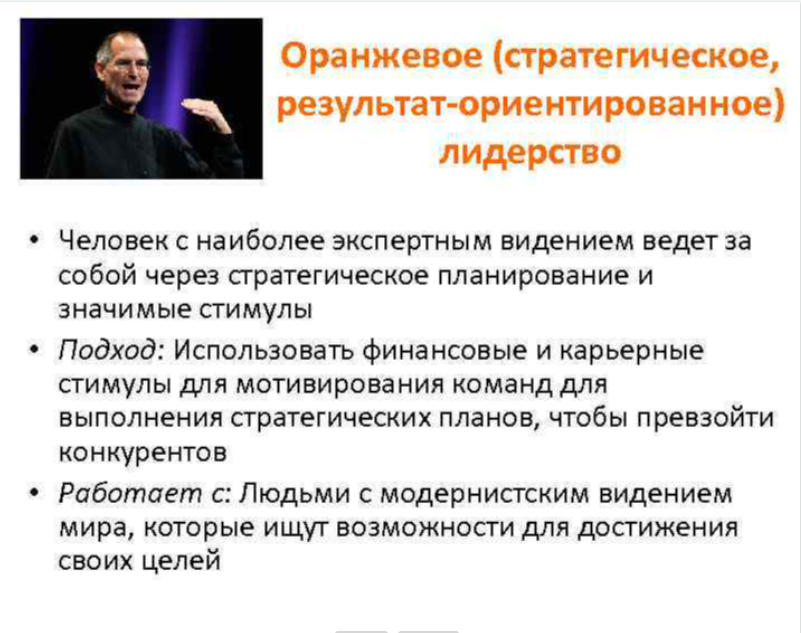 Оранжевое (стратегическое,
результат-ориентированное)
лидерство
• Человек с наиболее экспертным видением ведет за
собой через стратегическое планирование и
значимые стимулы
• Подход: Использовать финансовые и карьерные
стимулы для мотивирования команд для
выполнения стратегических планов, чтобы превзойти
конкурентов
• Работает с: Людьми с модернистским видением
мира, которые ищут возможности для достижения
своих целей